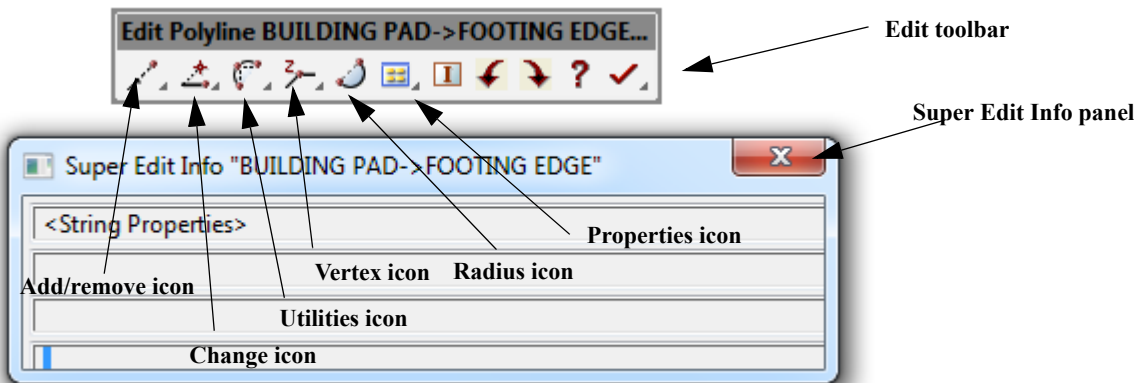 Edit Polyline BUILDING PAD->FOOTING EDGE...
Edit toolbar
Z
I
?
Super Edit Info panel
Super Edit Info "BUILDING PAD->FOOTING EDGE"
X
<String Properties>
Properties icon
Vertex icon
Radius icon
Add/remove icon
Utilities icon
Change icon